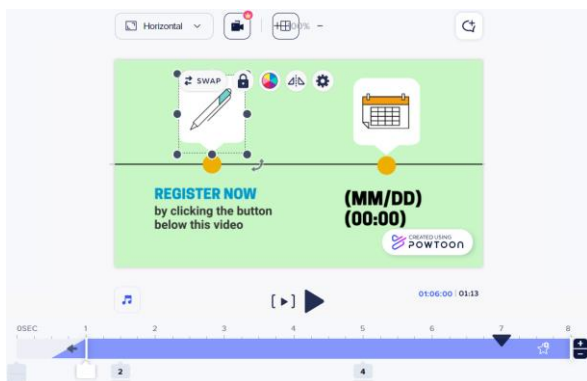 Horizontal
100% −
SWAP
REGISTER NOW
by clicking the button
below this video
(MM/DD)
(00:00)
CREATED USING
POWTOON
01:06:00 01:13
0SEC 1 2 3 4 5 6 7 8
2 4